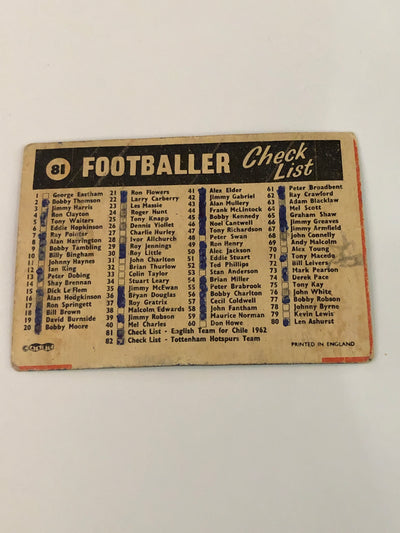 81 FOOTBALLER Check List
1 George Eastham
2 Bobby Thomson
3 Jimmy Harris
4 Ron Clayton
5 Tony Waiters
6 Eddie Hopkinson
7 Ray Pointer
8 Alan Harrington
9 Bobby Tambling
10 Billy Bingham
11 Johnny Haynes
12 Ian King
13 Peter Dobing
14 Shay Brennan
15 Dick Le Flem
16 Alan Hodgkinson
17 Ron Springett
18 Bill Brown
19 David Burnside
20 Bobby Moore
21 Ron Flowers
22 Larry Carberry
23 Les Massie
24 Roger Hunt
25 Tony Knapp
26 Dennis Viollet
27 Charlie Hurley
28 Ivor Allchurch
29 Roy Jennings
30 Roy Little
31 John Charles
32 Brian Thurlow
33 Colin Taylor
34 Stuart Leary
35 Jimmy McEwan
36 Bryan Douglas
37 Roy Gratrix
38 Malcolm Edwards
39 Jimmy Robson
40 Mel Charles
41 Alex Elder
42 Jimmy Gabriel
43 Alan Mullery
44 Frank McLintock
45 Bobby Kennedy
46 Noel Cantwell
47 Tony Richardson
48 Peter Swan
49 Ron Henry
50 Alec Jackson
51 Eddie Stuart
52 Ted Phillips
53 Stan Anderson
54 Brian Miller
55 Peter Brabrook
56 Bobby Charlton
57 Cecil Coldwell
58 John Fantham
59 Maurice Norman
60 Don Howe
61 Peter Broadbent
62 Ray Crawford
63 Adam Blacklaw
64 Mel Scott
65 Graham Shaw
66 Jimmy Greaves
67 Jimmy Armfield
68 John Connelly
69 Andy Malcolm
70 Alex Young
71 Tony Macedo
72 Bill Leivers
73 Mark Pearson
74 Derek Kevan
75 Tony Kay
76 John White
77 Bobby Robson
78 Johnny Byrne
79 Kevin Lewis
80 Len Ashurst
81 Check List - English Team for Chile 1962
82 Check List - Tottenham Hotspurs Team
PRINTED IN ENGLAND